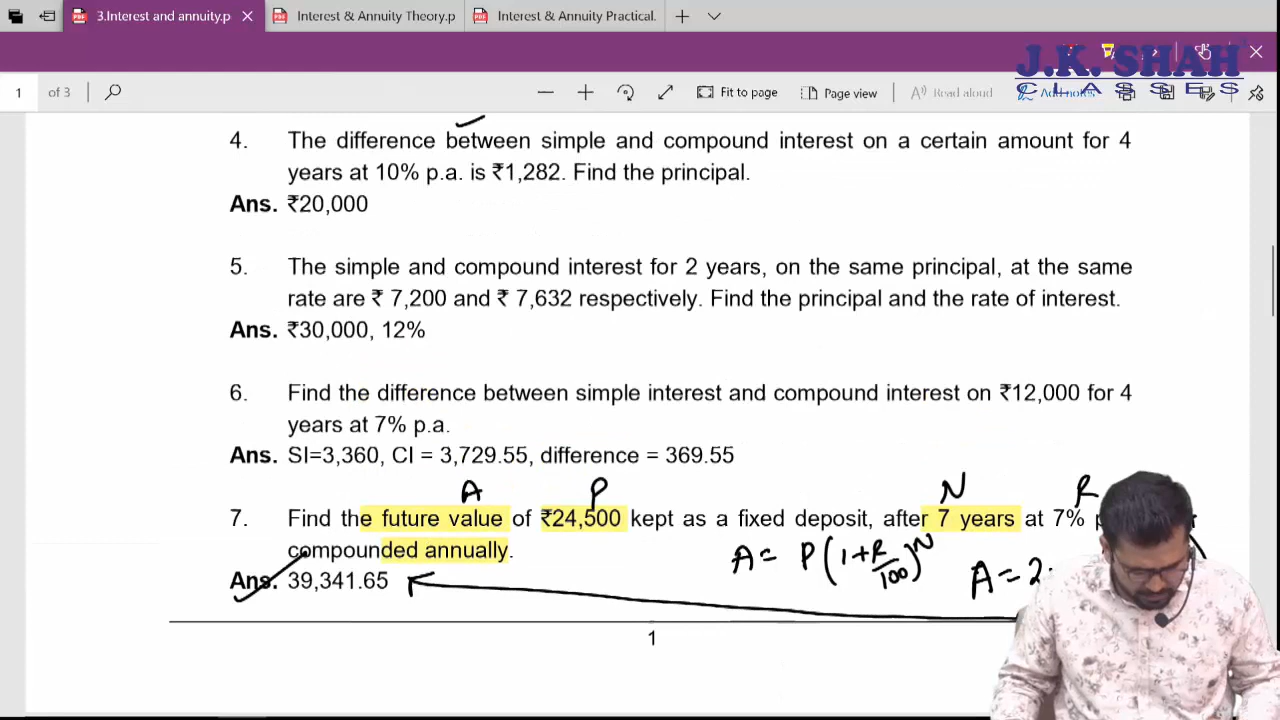 3.Interest and annuity.p
Interest & Annuity Theory.p
Interest & Annuity Practical.
J.K. SHAH
CLASSES
1 of 3
Fit to page
Page view
Read aloud
4. The difference between simple and compound interest on a certain amount for 4
years at 10% p.a. is ₹1,282. Find the principal.
Ans. ₹20,000
5. The simple and compound interest for 2 years, on the same principal, at the same
rate are ₹ 7,200 and ₹ 7,632 respectively. Find the principal and the rate of interest.
Ans. ₹30,000, 12%
6. Find the difference between simple interest and compound interest on ₹12,000 for 4
years at 7% p.a.
Ans. SI=3,360, CI = 3,729.55, difference = 369.55
A P N R
7. Find the future value of ₹24,500 kept as a fixed deposit, after 7 years at 7%
compounded annually.
A = P(1+R/100)^N
A = 2
Ans. 39,341.65
1